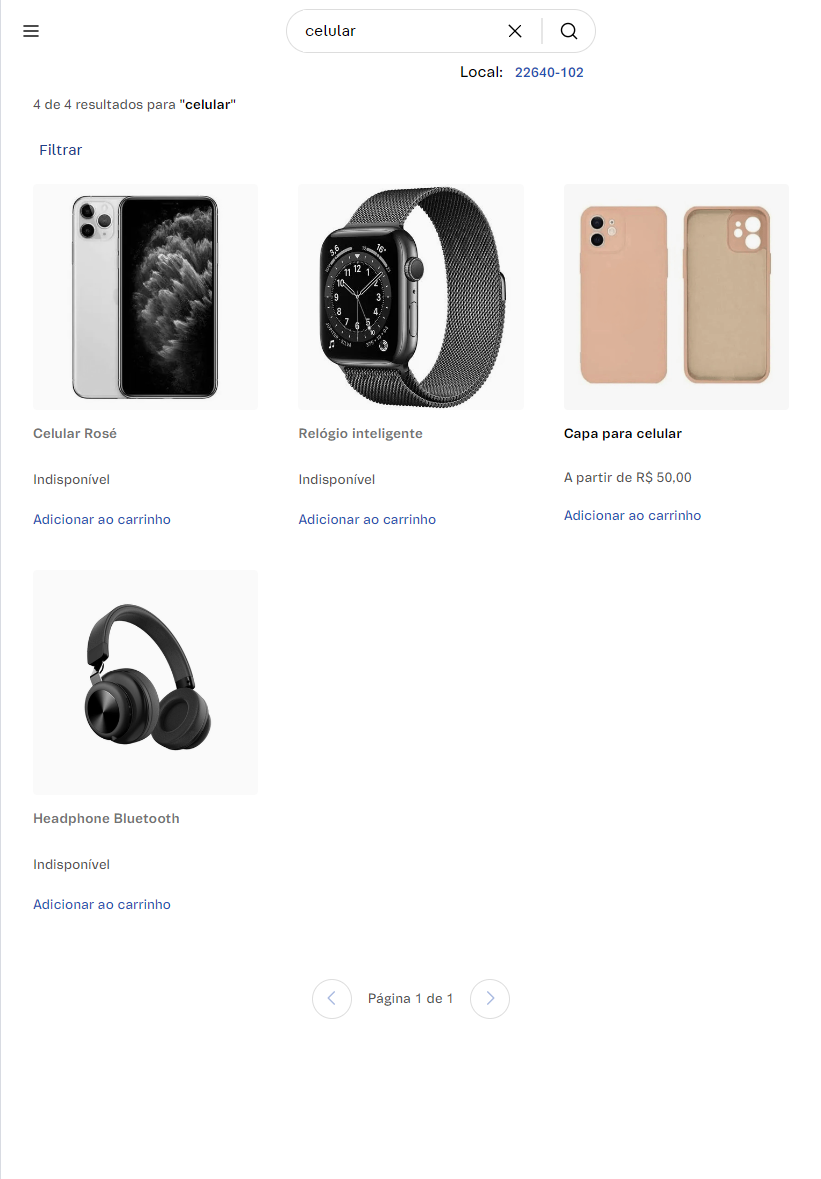 celular
Local: 22640-102
4 de 4 resultados para "celular"
Filtrar
Celular Rosé
Relógio inteligente
Capa para celular
Indisponível
Indisponível
A partir de R$ 50,00
Adicionar ao carrinho
Adicionar ao carrinho
Adicionar ao carrinho
Headphone Bluetooth
Indisponível
Adicionar ao carrinho
Página 1 de 1